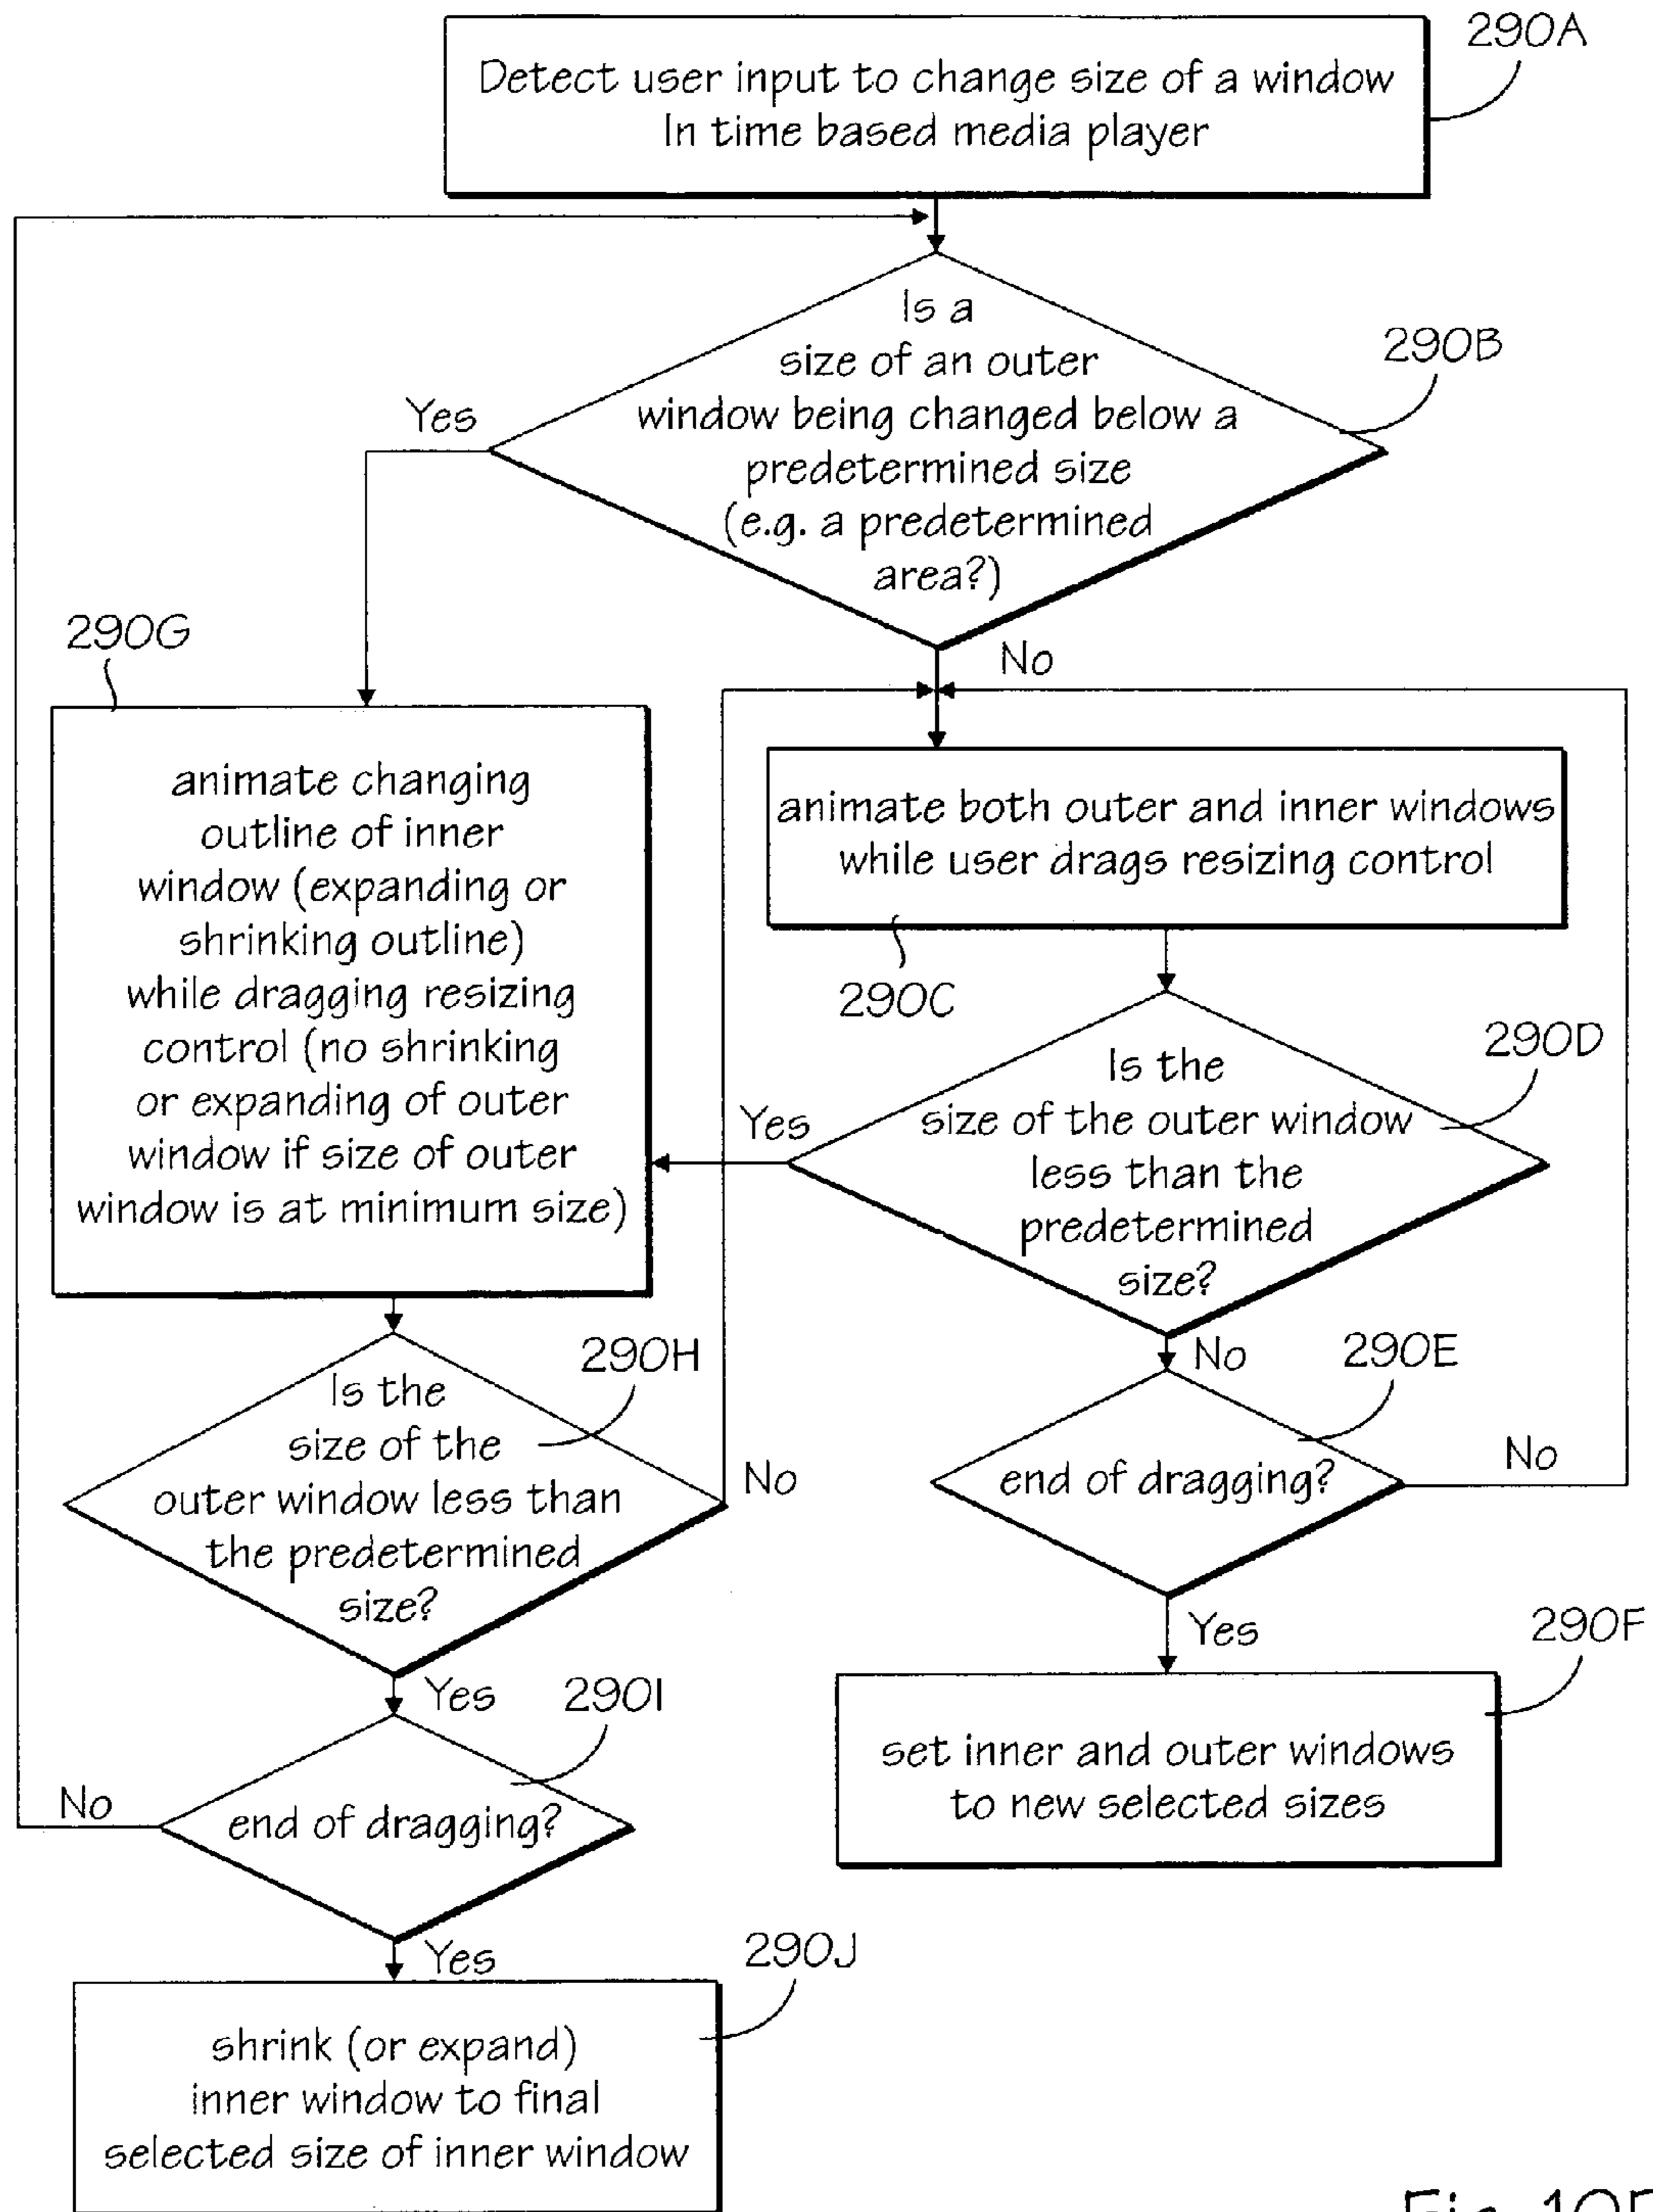 290A
Detect user input to change size of a window
In time based media player
290B
Is a
size of an outer
window being changed below a
predetermined size
(e.g. a predetermined
area?)
Yes
No
290G
animate changing
outline of inner
window (expanding or
shrinking outline)
while dragging resizing
control (no shrinking
or expanding of outer
window if size of outer
window is at minimum size)
animate both outer and inner windows
while user drags resizing control
290C
290D
Is the
size of the outer window
less than the
predetermined
size?
Yes
No
290E
end of dragging?
No
Yes
290F
set inner and outer windows
to new selected sizes
290H
Is the
size of the
outer window less than
the predetermined
size?
No
Yes
290I
end of dragging?
No
Yes
290J
shrink (or expand)
inner window to final
selected size of inner window